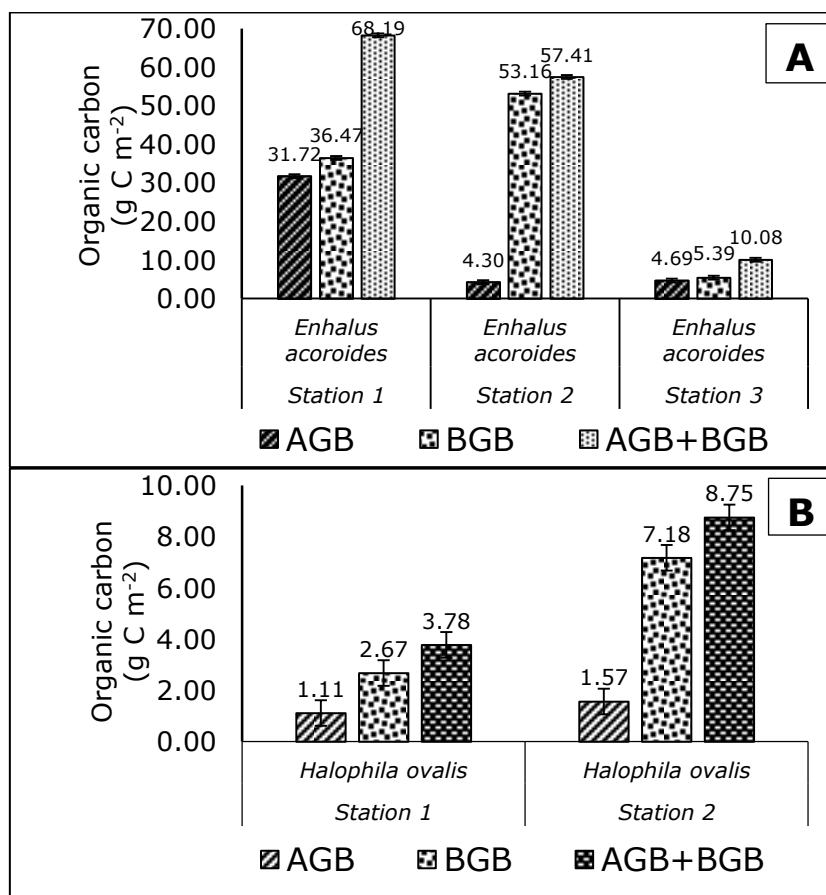 A
Organic carbon
(g C m-2)
70.00
60.00
50.00
40.00
30.00
20.00
10.00
0.00
31.72
36.47
68.19
4.30
53.16
57.41
4.69
5.39
10.08
Enhalus acoroides
Enhalus acoroides
Enhalus acoroides
Station 1
Station 2
Station 3
AGB
BGB
AGB+BGB
B
Organic carbon
(g C m-2)
10.00
8.00
6.00
4.00
2.00
0.00
1.11
2.67
3.78
1.57
7.18
8.75
Halophila ovalis
Halophila ovalis
Station 1
Station 2
AGB
BGB
AGB+BGB